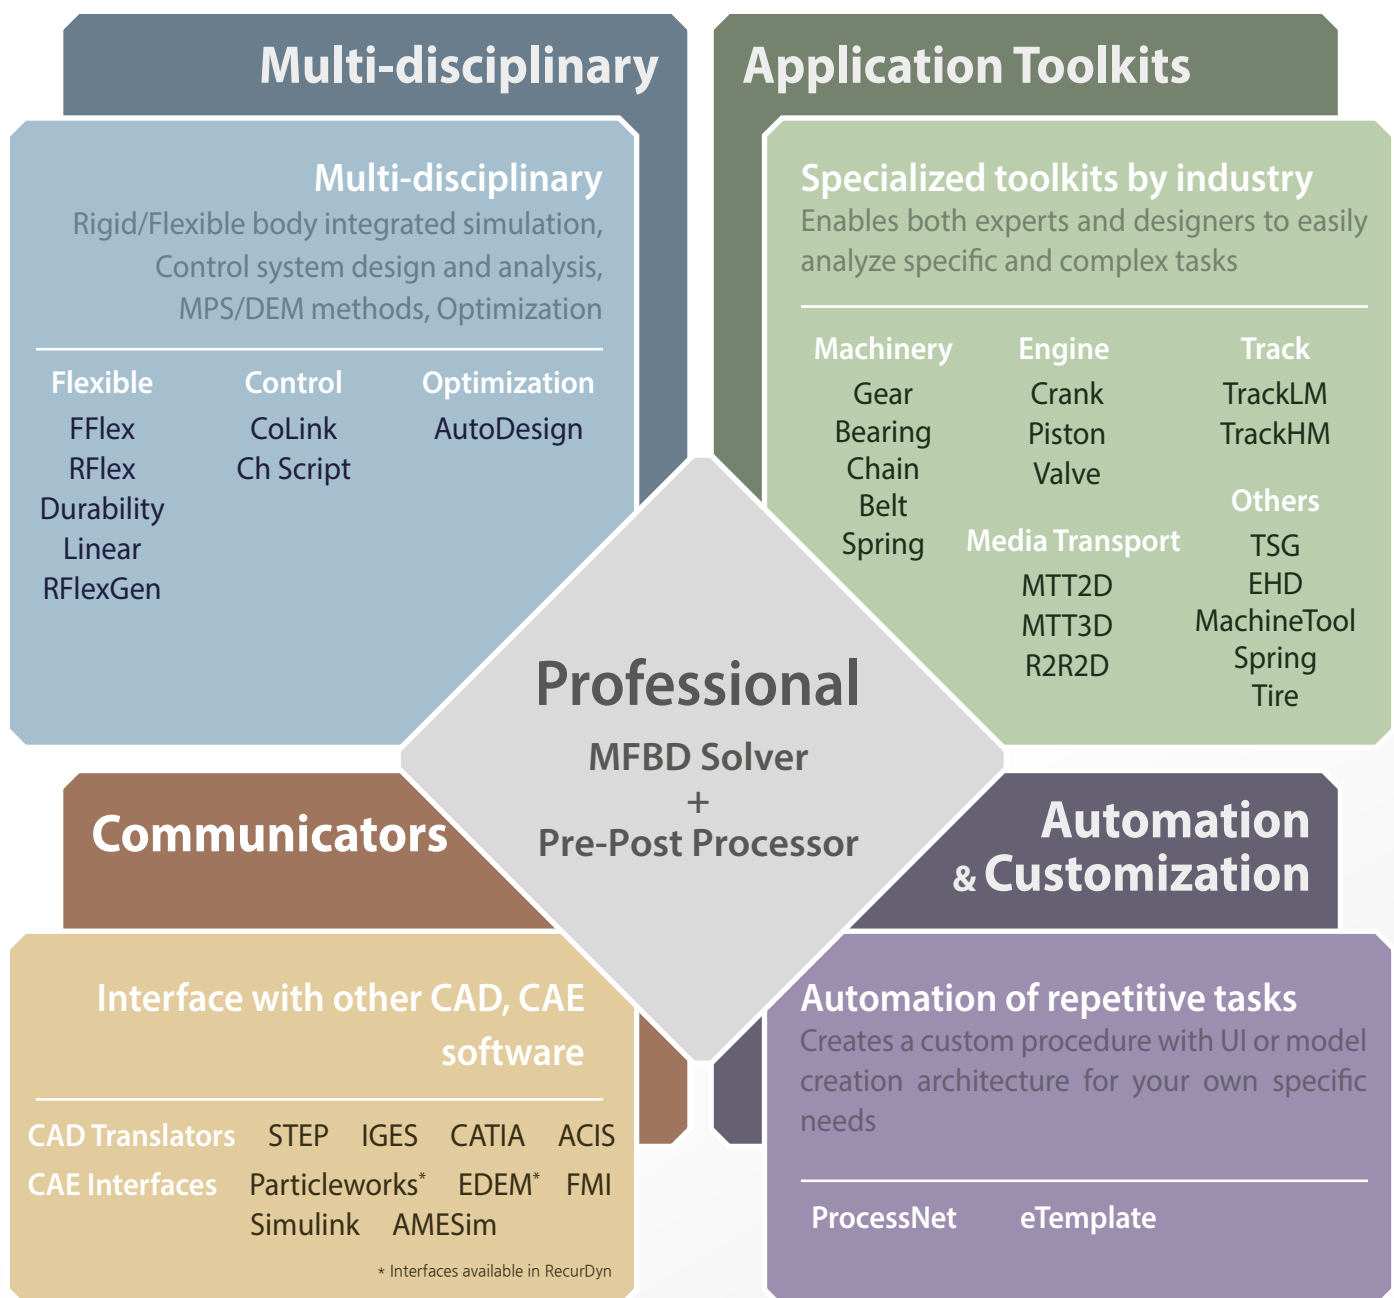 Multi-disciplinary
Multi-disciplinary
Rigid/Flexible body integrated simulation,
Control system design and analysis,
MPS/DEM methods, Optimization
Flexible
FFlex
RFlex
Durability
Linear
RFlexGen
Control
CoLink
Ch Script
Optimization
AutoDesign
Application Toolkits
Specialized toolkits by industry
Enables both experts and designers to easily
analyze specific and complex tasks
Machinery
Gear
Bearing
Chain
Belt
Spring
Engine
Crank
Piston
Valve
Media Transport
MTT2D
MTT3D
R2R2D
Track
TrackLM
TrackHM
Others
TSG
EHD
MachineTool
Spring
Tire
Professional
MFBD Solver
+
Pre-Post Processor
Communicators
Interface with other CAD, CAE
software
CAD Translators STEP IGES CATIA ACIS
CAE Interfaces Particleworks* EDEM* FMI
Simulink AMESim
* Interfaces available in RecurDyn
Automation
& Customization
Automation of repetitive tasks
Creates a custom procedure with UI or model
creation architecture for your own specific
needs
ProcessNet eTemplate